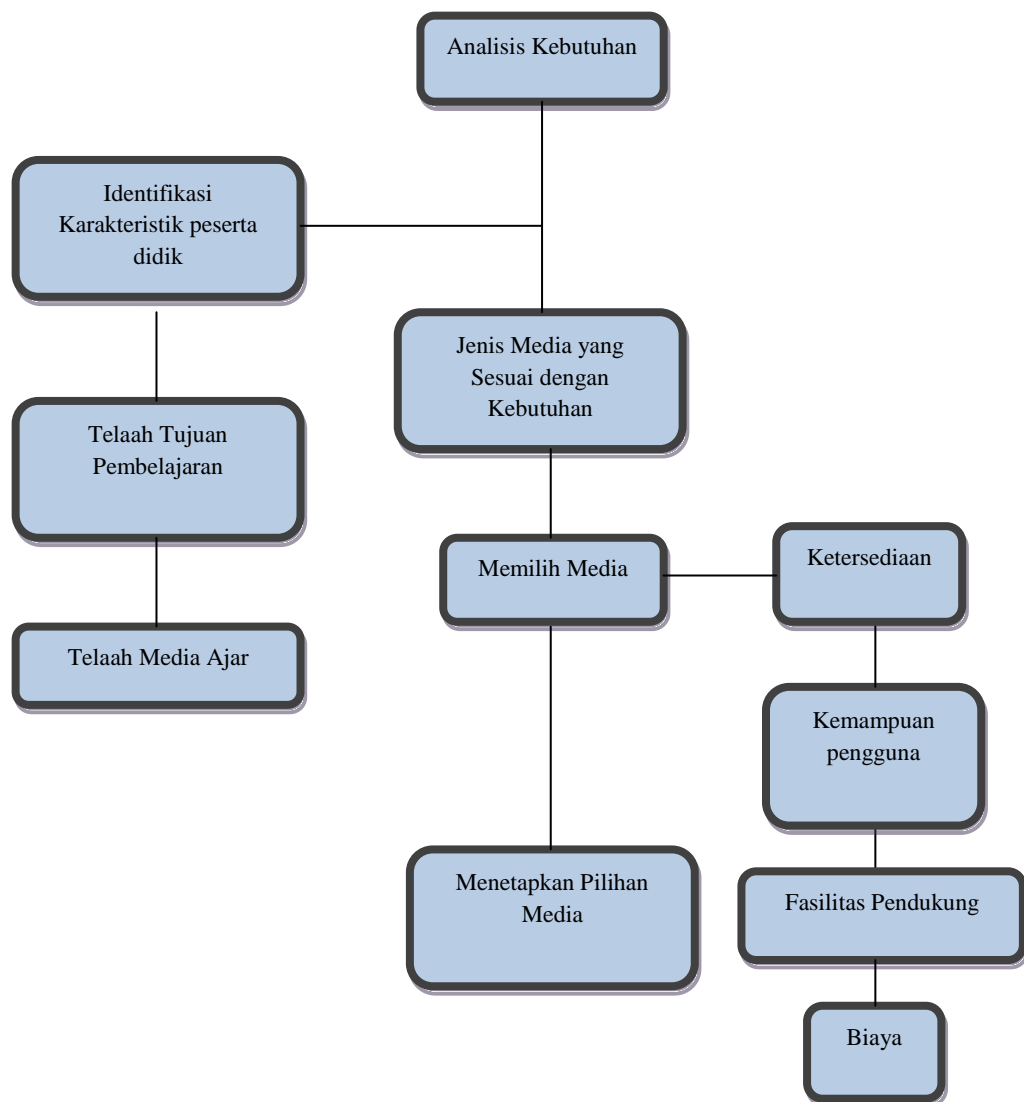 Analisis Kebutuhan
Identifikasi
Karakteristik peserta
didik
Jenis Media yang
Sesuai dengan
Kebutuhan
Telaah Tujuan
Pembelajaran
Memilih Media
Ketersediaan
Telaah Media Ajar
Kemampuan
pengguna
Menetapkan Pilihan
Media
Fasilitas Pendukung
Biaya